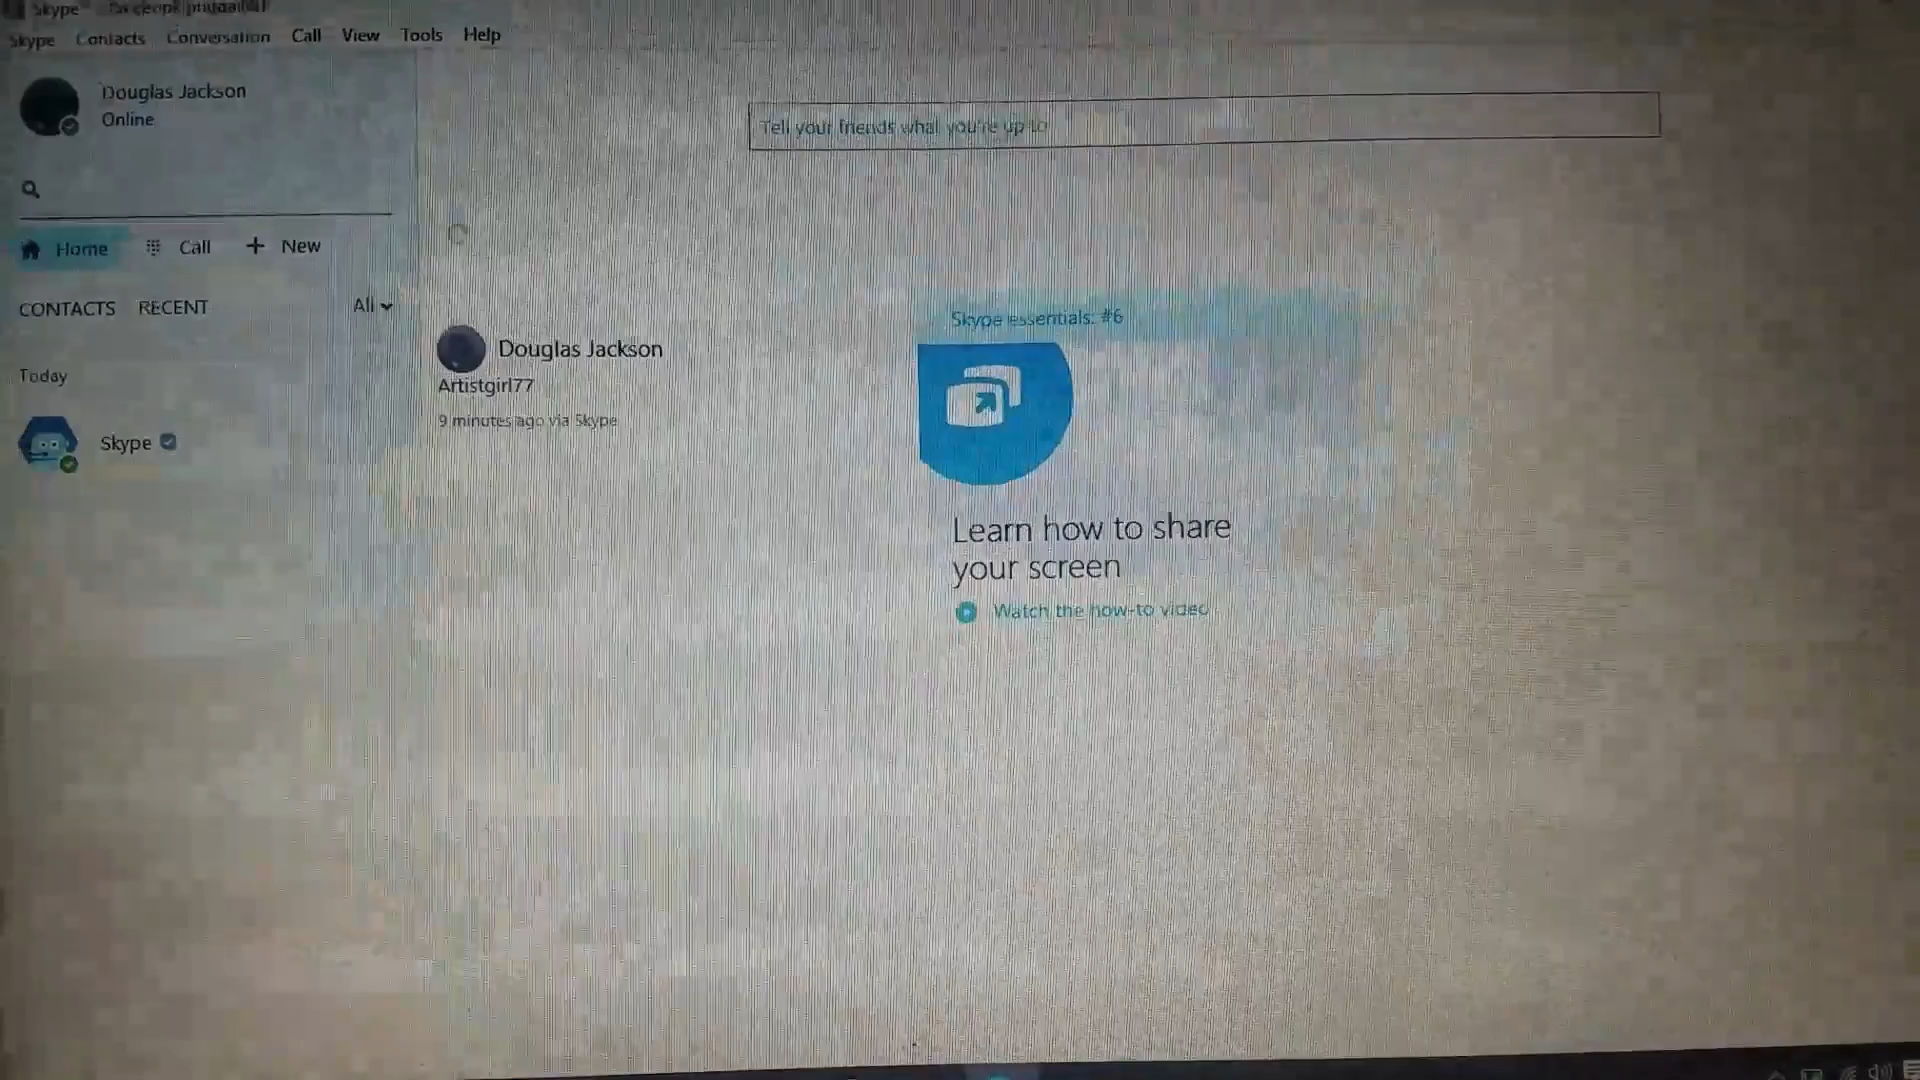 Skype
Skype Contacts Conversation Call View Tools Help
Douglas Jackson
Online
Home Call + New
CONTACTS RECENT All
Today
Skype
Tell your friends what you're up to
Douglas Jackson
Artistgirl77
9 minutes ago via Skype
Skype essentials: #6
Learn how to share
your screen
Watch the how-to video